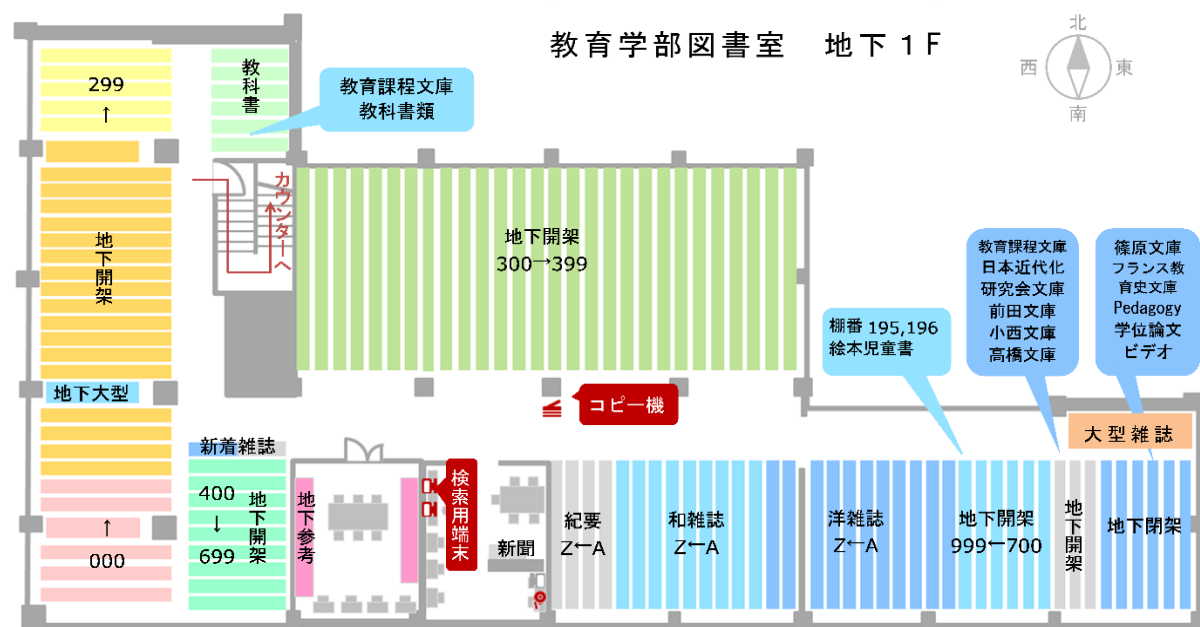 教育学部図書室　地下１F
北
西
東
南
299
↑
教科書
教育課程文庫
教科書類
カウンターへ
地下開架
地下開架
300→399
教育課程文庫
日本近代化
研究会文庫
前田文庫
小西文庫
高橋文庫
篠原文庫
フランス教
育史文庫
Pedagogy
学位論文
ビデオ
棚番 195,196
絵本児童書
地下大型
コピー機
大型雑誌
新着雑誌
400
↓
699
地下開架
地下参考
検索用端末
新聞
紀要
Z←A
和雑誌
Z←A
洋雑誌
Z←A
地下開架
999←700
地下開架
地下閉架
↑
000